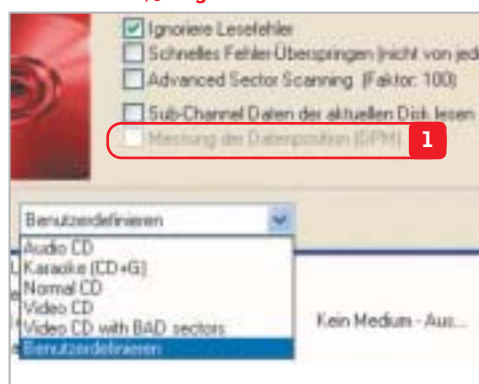 Ignoriere Lesefehler
Schnelles Fehler-Überspringen (nicht von jed
Advanced Sector Scanning (Faktor: 100)
Sub-Channel Daten der aktuellen Disk lesen
Messung der Datenposition (DPM)
1
Benutzerdefinieren
Audio CD
Karaoke (CD+G)
Normal CD
Video CD
Video CD with BAD sectors
Benutzerdefinieren
Kein Medium - Aus...